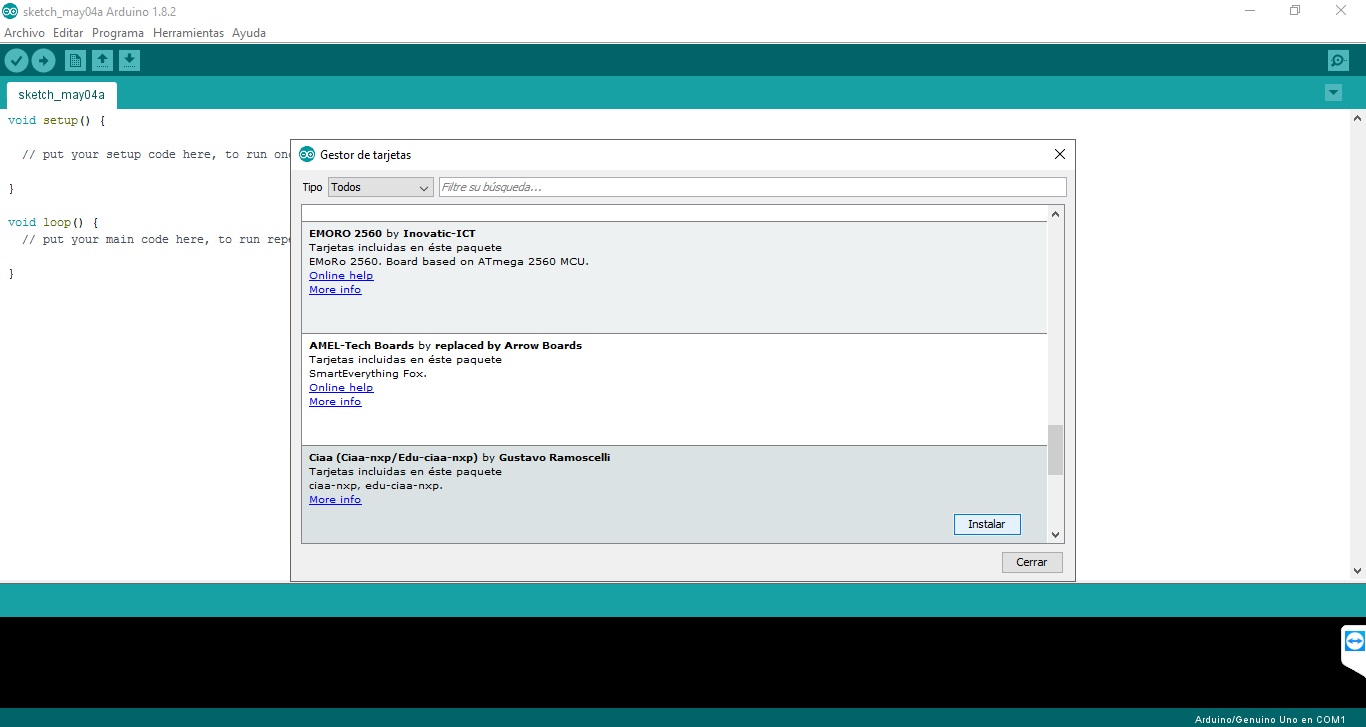 sketch_may04a Arduino 1.8.2
Archivo Editar Programa Herramientas Ayuda
sketch_may04a
void setup() {
// put your setup code here, to run on
}
void loop() {
// put your main code here, to run rep
}
Gestor de tarjetas
Tipo Todos Filtre su búsqueda...
EMORO 2560 by Inovatic-ICT
Tarjetas incluidas en éste paquete
EMoRo 2560. Board based on ATmega 2560 MCU.
Online help
More info
AMEL-Tech Boards by replaced by Arrow Boards
Tarjetas incluidas en éste paquete
SmartEverything Fox.
Online help
More info
Ciaa (Ciaa-nxp/Edu-ciaa-nxp) by Gustavo Ramoscelli
Tarjetas incluidas en éste paquete
ciaa-nxp, edu-ciaa-nxp.
More info
Instalar
Cerrar
Arduino/Genuino Uno en COM1